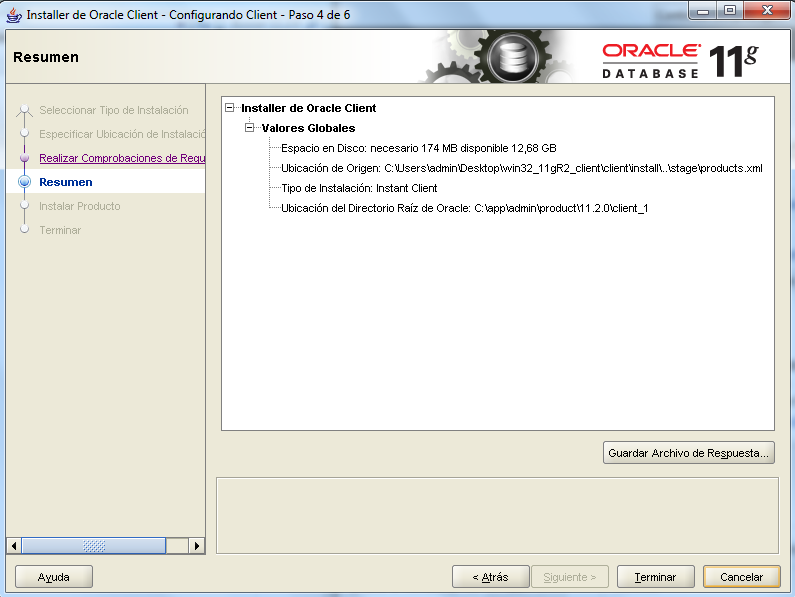 Installer de Oracle Client - Configurando Client - Paso 4 de 6
Resumen
ORACLE
DATABASE 11g
Seleccionar Tipo de Instalación
Especificar Ubicación de Instalació
Realizar Comprobaciones de Requ
Resumen
Instalar Producto
Terminar
Installer de Oracle Client
Valores Globales
Espacio en Disco: necesario 174 MB disponible 12,68 GB
Ubicación de Origen: C:\Users\admin\Desktop\win32_11gR2_client\client\install\..\stage\products.xml
Tipo de Instalación: Instant Client
Ubicación del Directorio Raíz de Oracle: C:\app\admin\product\11.2.0\client_1
Guardar Archivo de Respuesta...
Ayuda
< Atrás
Siguiente >
Terminar
Cancelar